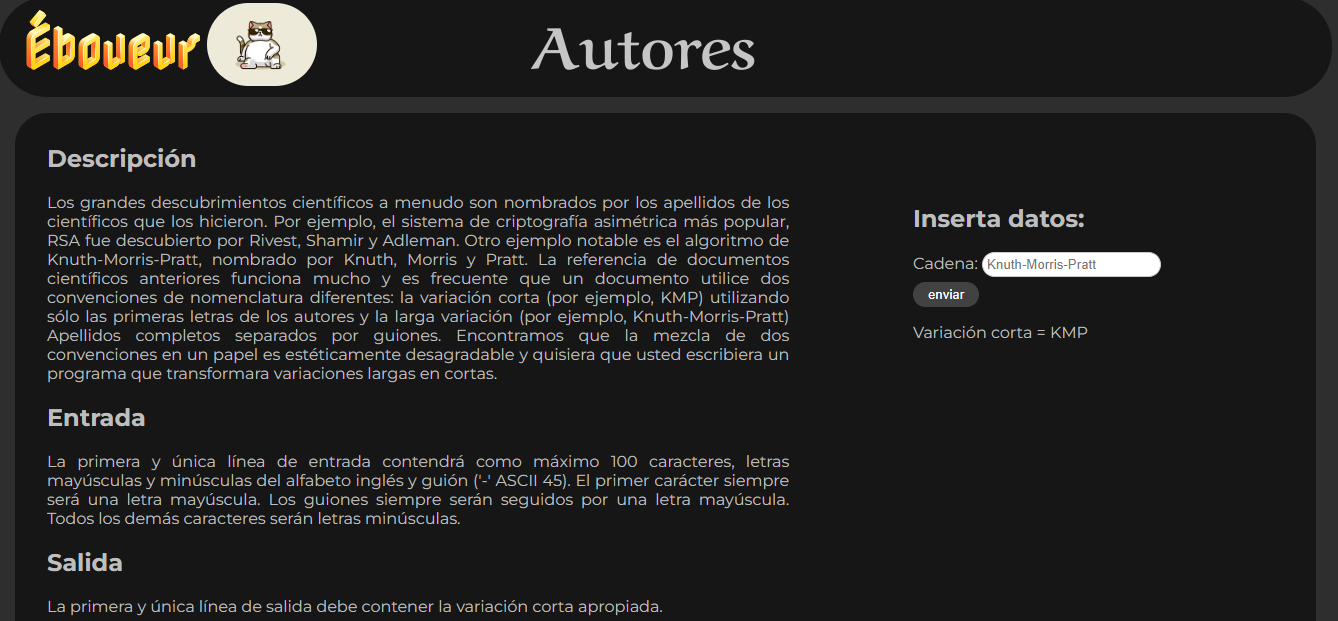 Éboueur
Autores
Descripción
Los grandes descubrimientos científicos a menudo son nombrados por los apellidos de los
científicos que los hicieron. Por ejemplo, el sistema de criptografía asimétrica más popular,
RSA fue descubierto por Rivest, Shamir y Adleman. Otro ejemplo notable es el algoritmo de
Knuth-Morris-Pratt, nombrado por Knuth, Morris y Pratt. La referencia de documentos
científicos anteriores funciona mucho y es frecuente que un documento utilice dos
convenciones de nomenclatura diferentes: la variación corta (por ejemplo, KMP) utilizando
sólo las primeras letras de los autores y la larga variación (por ejemplo, Knuth-Morris-Pratt)
Apellidos completos separados por guiones. Encontramos que la mezcla de dos
convenciones en un papel es estéticamente desagradable y quisiera que usted escribiera un
programa que transformara variaciones largas en cortas.
Entrada
La primera y única línea de entrada contendrá como máximo 100 caracteres, letras
mayúsculas y minúsculas del alfabeto inglés y guión ('-' ASCII 45). El primer carácter siempre
será una letra mayúscula. Los guiones siempre serán seguidos por una letra mayúscula.
Todos los demás caracteres serán letras minúsculas.
Salida
La primera y única línea de salida debe contener la variación corta apropiada.
Inserta datos:
Cadena: Knuth-Morris-Pratt
enviar
Variación corta = KMP